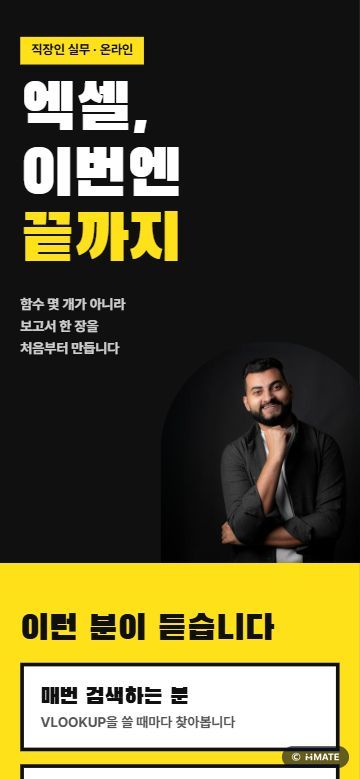 직장인 실무 · 온라인
엑셀,
이번엔
끝까지
함수 몇 개가 아니라
보고서 한 장을
처음부터 만듭니다
이런 분이 듣습니다
매번 검색하는 분
VLOOKUP을 쓸 때마다 찾아봅니다
© HMATE